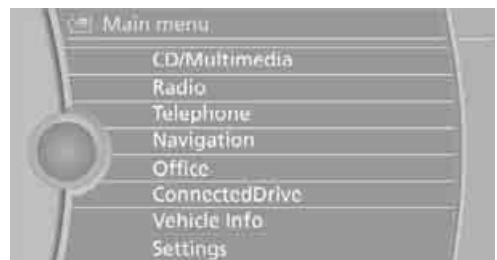 Main menu
CD/Multimedia
Radio
Telephone
Navigation
Office
ConnectedDrive
Vehicle Info
Settings